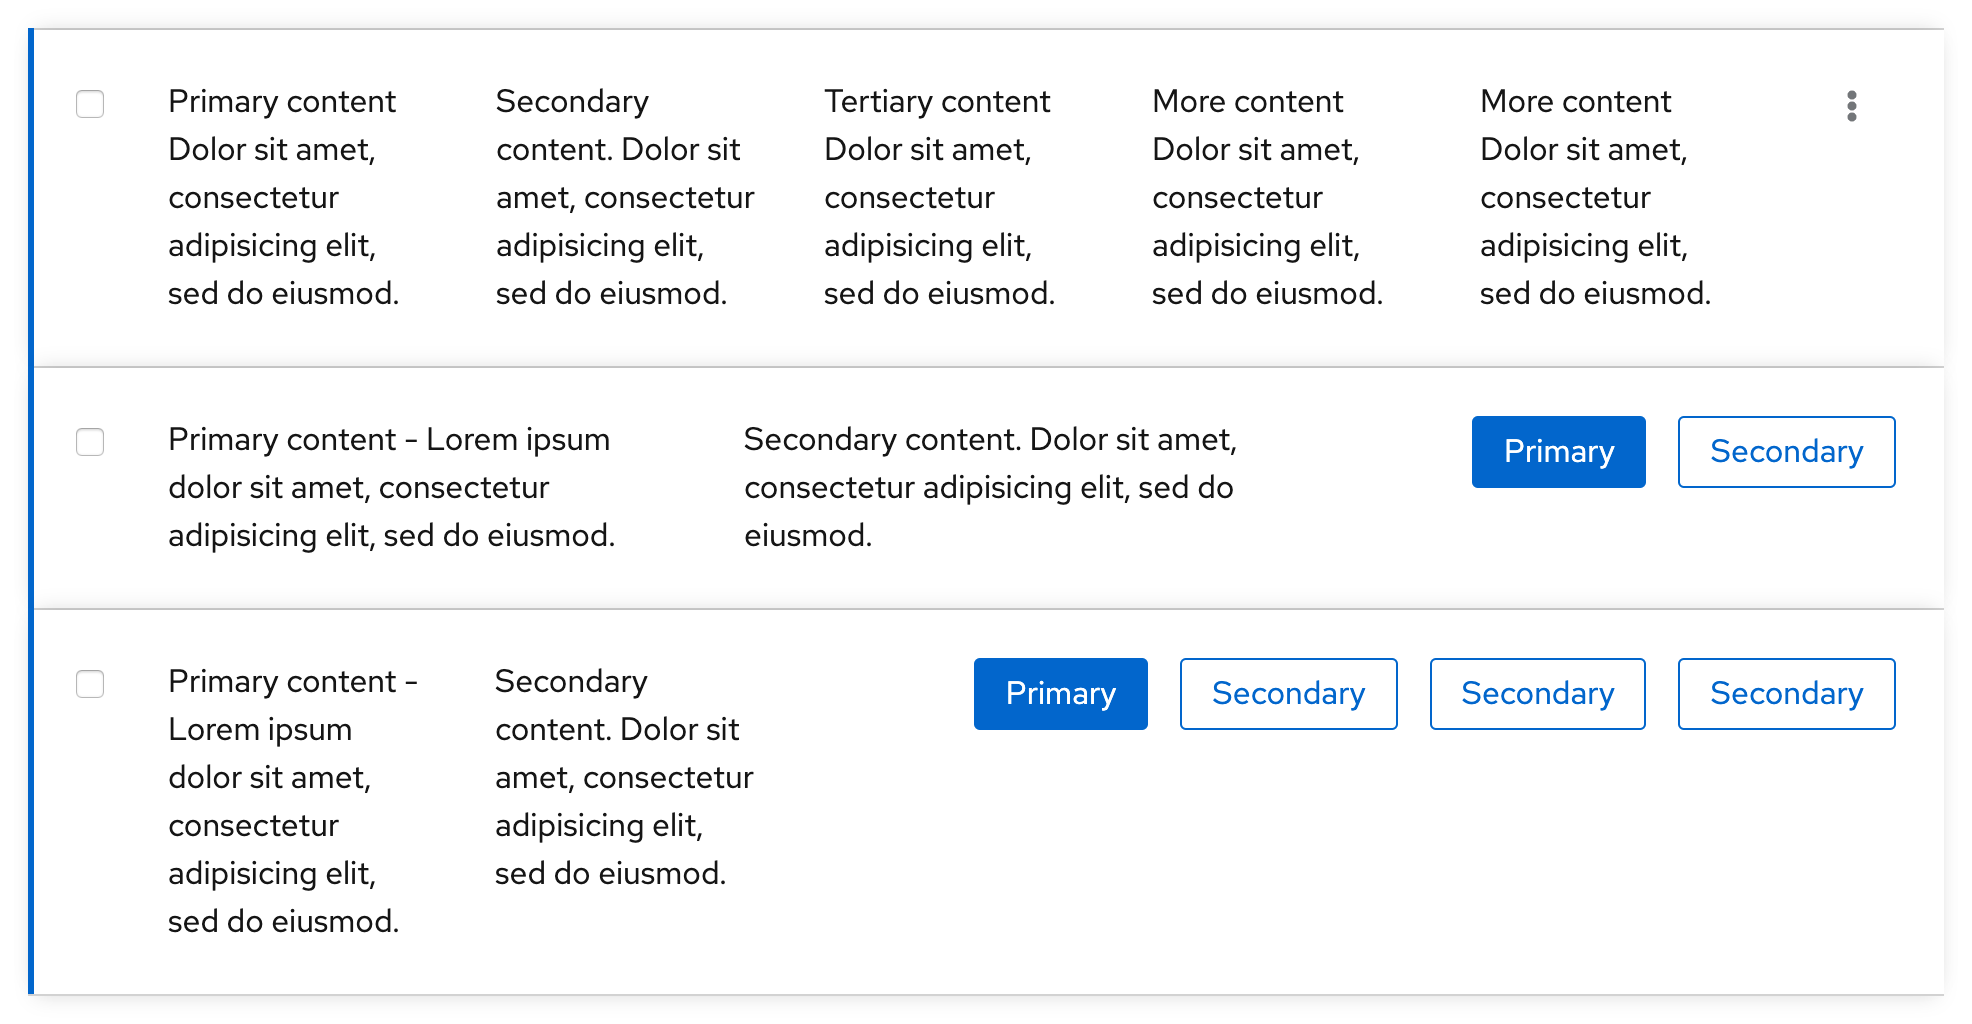 Primary content
Dolor sit amet,
consectetur
adipisicing elit,
sed do eiusmod.
Secondary
content. Dolor sit
amet, consectetur
adipisicing elit,
sed do eiusmod.
Tertiary content
Dolor sit amet,
consectetur
adipisicing elit,
sed do eiusmod.
More content
Dolor sit amet,
consectetur
adipisicing elit,
sed do eiusmod.
More content
Dolor sit amet,
consectetur
adipisicing elit,
sed do eiusmod.
Primary content - Lorem ipsum
dolor sit amet, consectetur
adipisicing elit, sed do eiusmod.
Secondary content. Dolor sit amet,
consectetur adipisicing elit, sed do
eiusmod.
Primary
Secondary
Primary content -
Lorem ipsum
dolor sit amet,
consectetur
adipisicing elit,
sed do eiusmod.
Secondary
content. Dolor sit
amet, consectetur
adipisicing elit,
sed do eiusmod.
Primary
Secondary
Secondary
Secondary